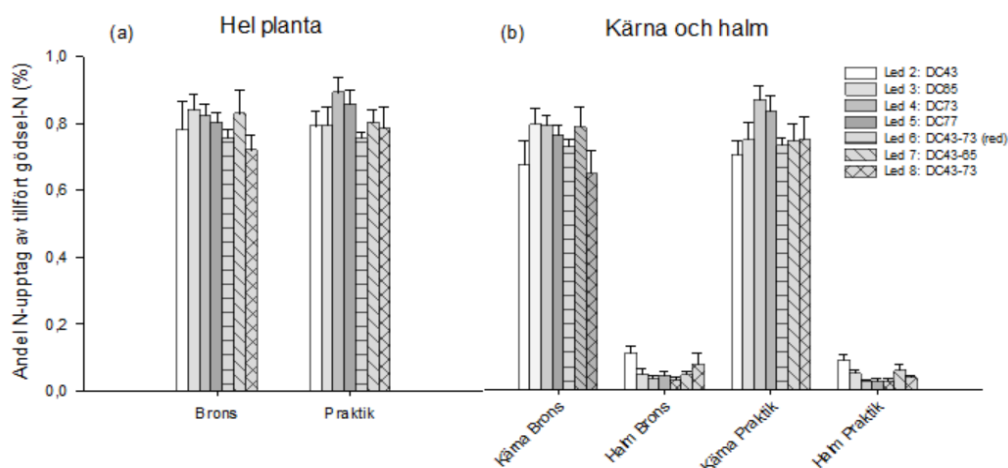 (a)
Hel planta
(b)
Kärna och halm
Andel N-upptag av tillfört gödsel-N (%)
1,0
0,8
0,6
0,4
0,2
0,0
Led 2: DC43
Led 3: DC65
Led 4: DC73
Led 5: DC77
Led 6: DC43-73 (red)
Led 7: DC43-65
Led 8: DC43-73
Brons
Praktik
Kärna Brons
Halm Brons
Kärna Praktik
Halm Praktik